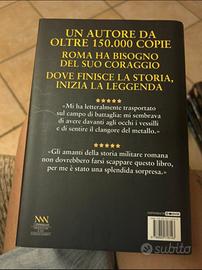 UN AUTORE DA
OLTRE 150.000 COPIE
ROMA HA BISOGNO
DEL SUO CORAGGIO
DOVE FINISCE LA STORIA,
INIZIA LA LEGGENDA
★★★★★
«Mi ha letteralmente trasportato
sul campo di battaglia: mi sembrava
di avere davanti agli occhi i vessilli
e di sentire il clangore del metallo.»
★★★★★
«Gli amanti della storia militare romana
non dovrebbero farsi scappare questo libro,
per me è stato una splendida sorpresa.»
subito